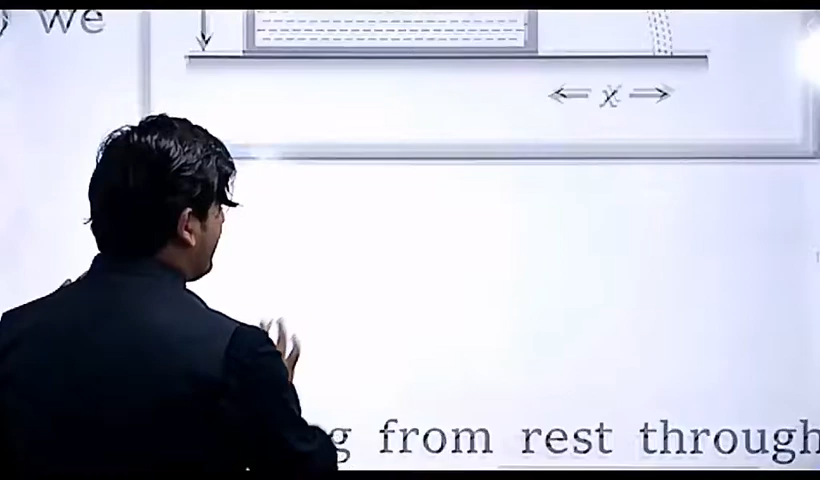 ) we
x
g from rest through